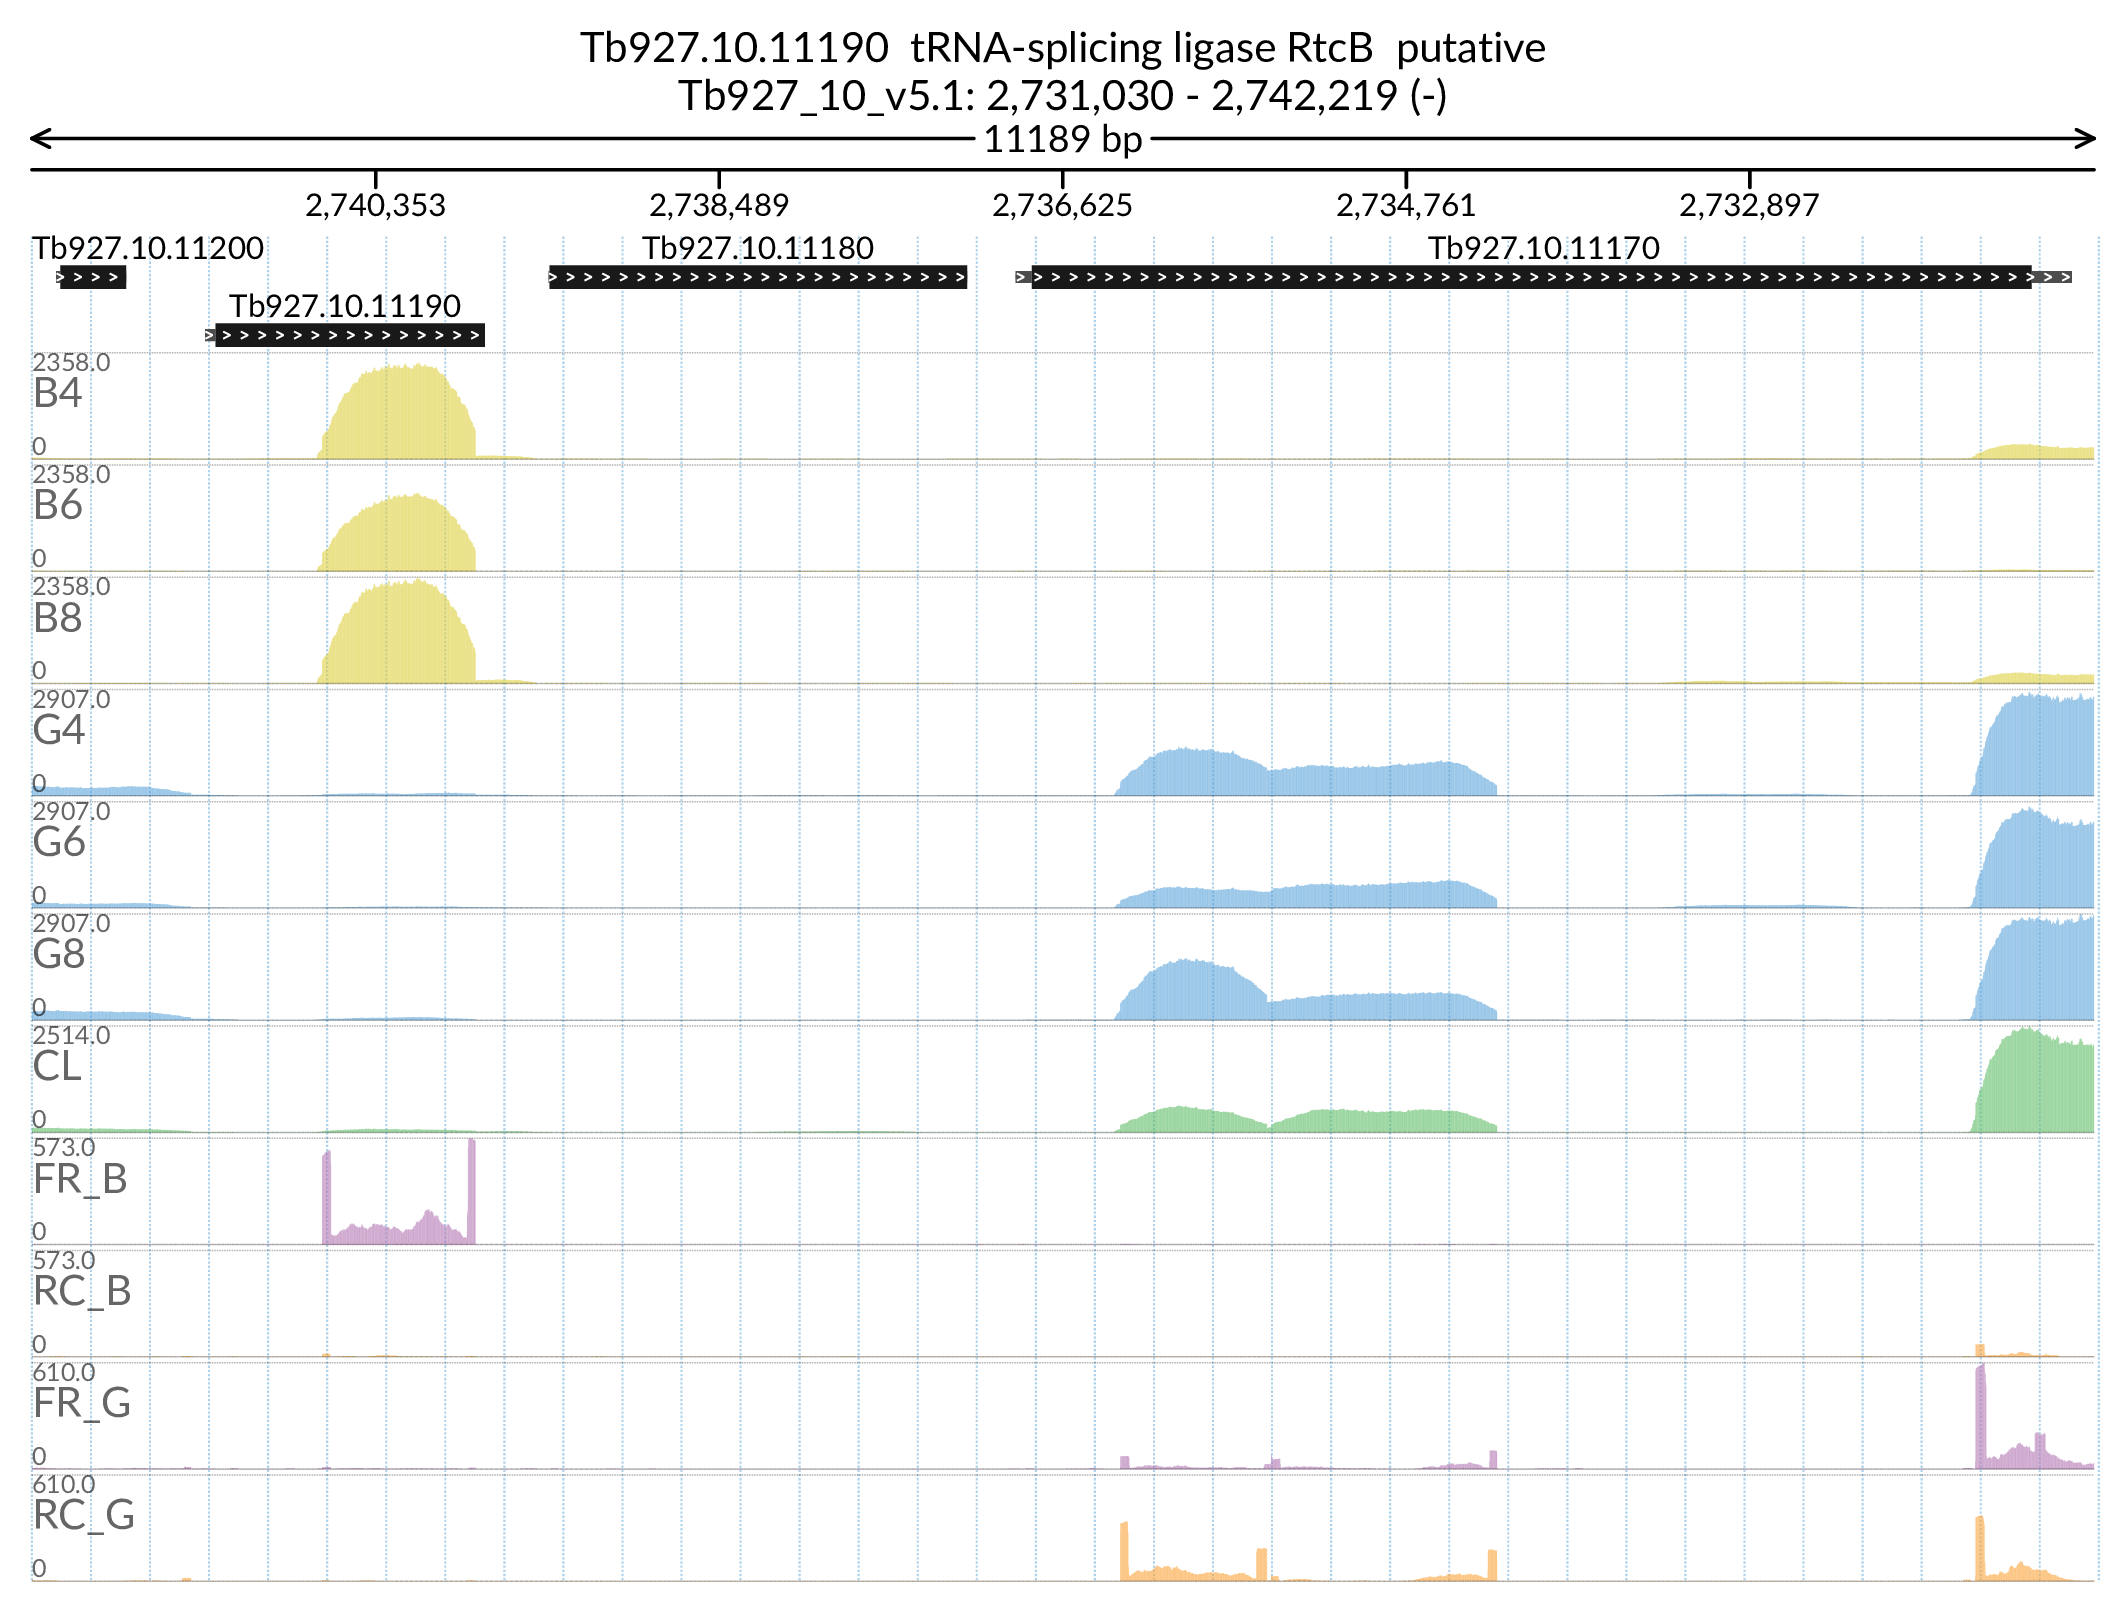 Tb927.10.11190  tRNA-splicing ligase RtcB  putative
Tb927_10_v5.1: 2,731,030 - 2,742,219 (-)
11189 bp
2,740,353 2,738,489 2,736,625 2,734,761 2,732,897
Tb927.10.11200 Tb927.10.11180 Tb927.10.11170
Tb927.10.11190
2358.0
B4
0
2358.0
B6
0
2358.0
B8
0
2907.0
G4
0
2907.0
G6
0
2907.0
G8
0
2514.0
CL
0
573.0
FR_B
0
573.0
RC_B
0
610.0
FR_G
0
610.0
RC_G
0